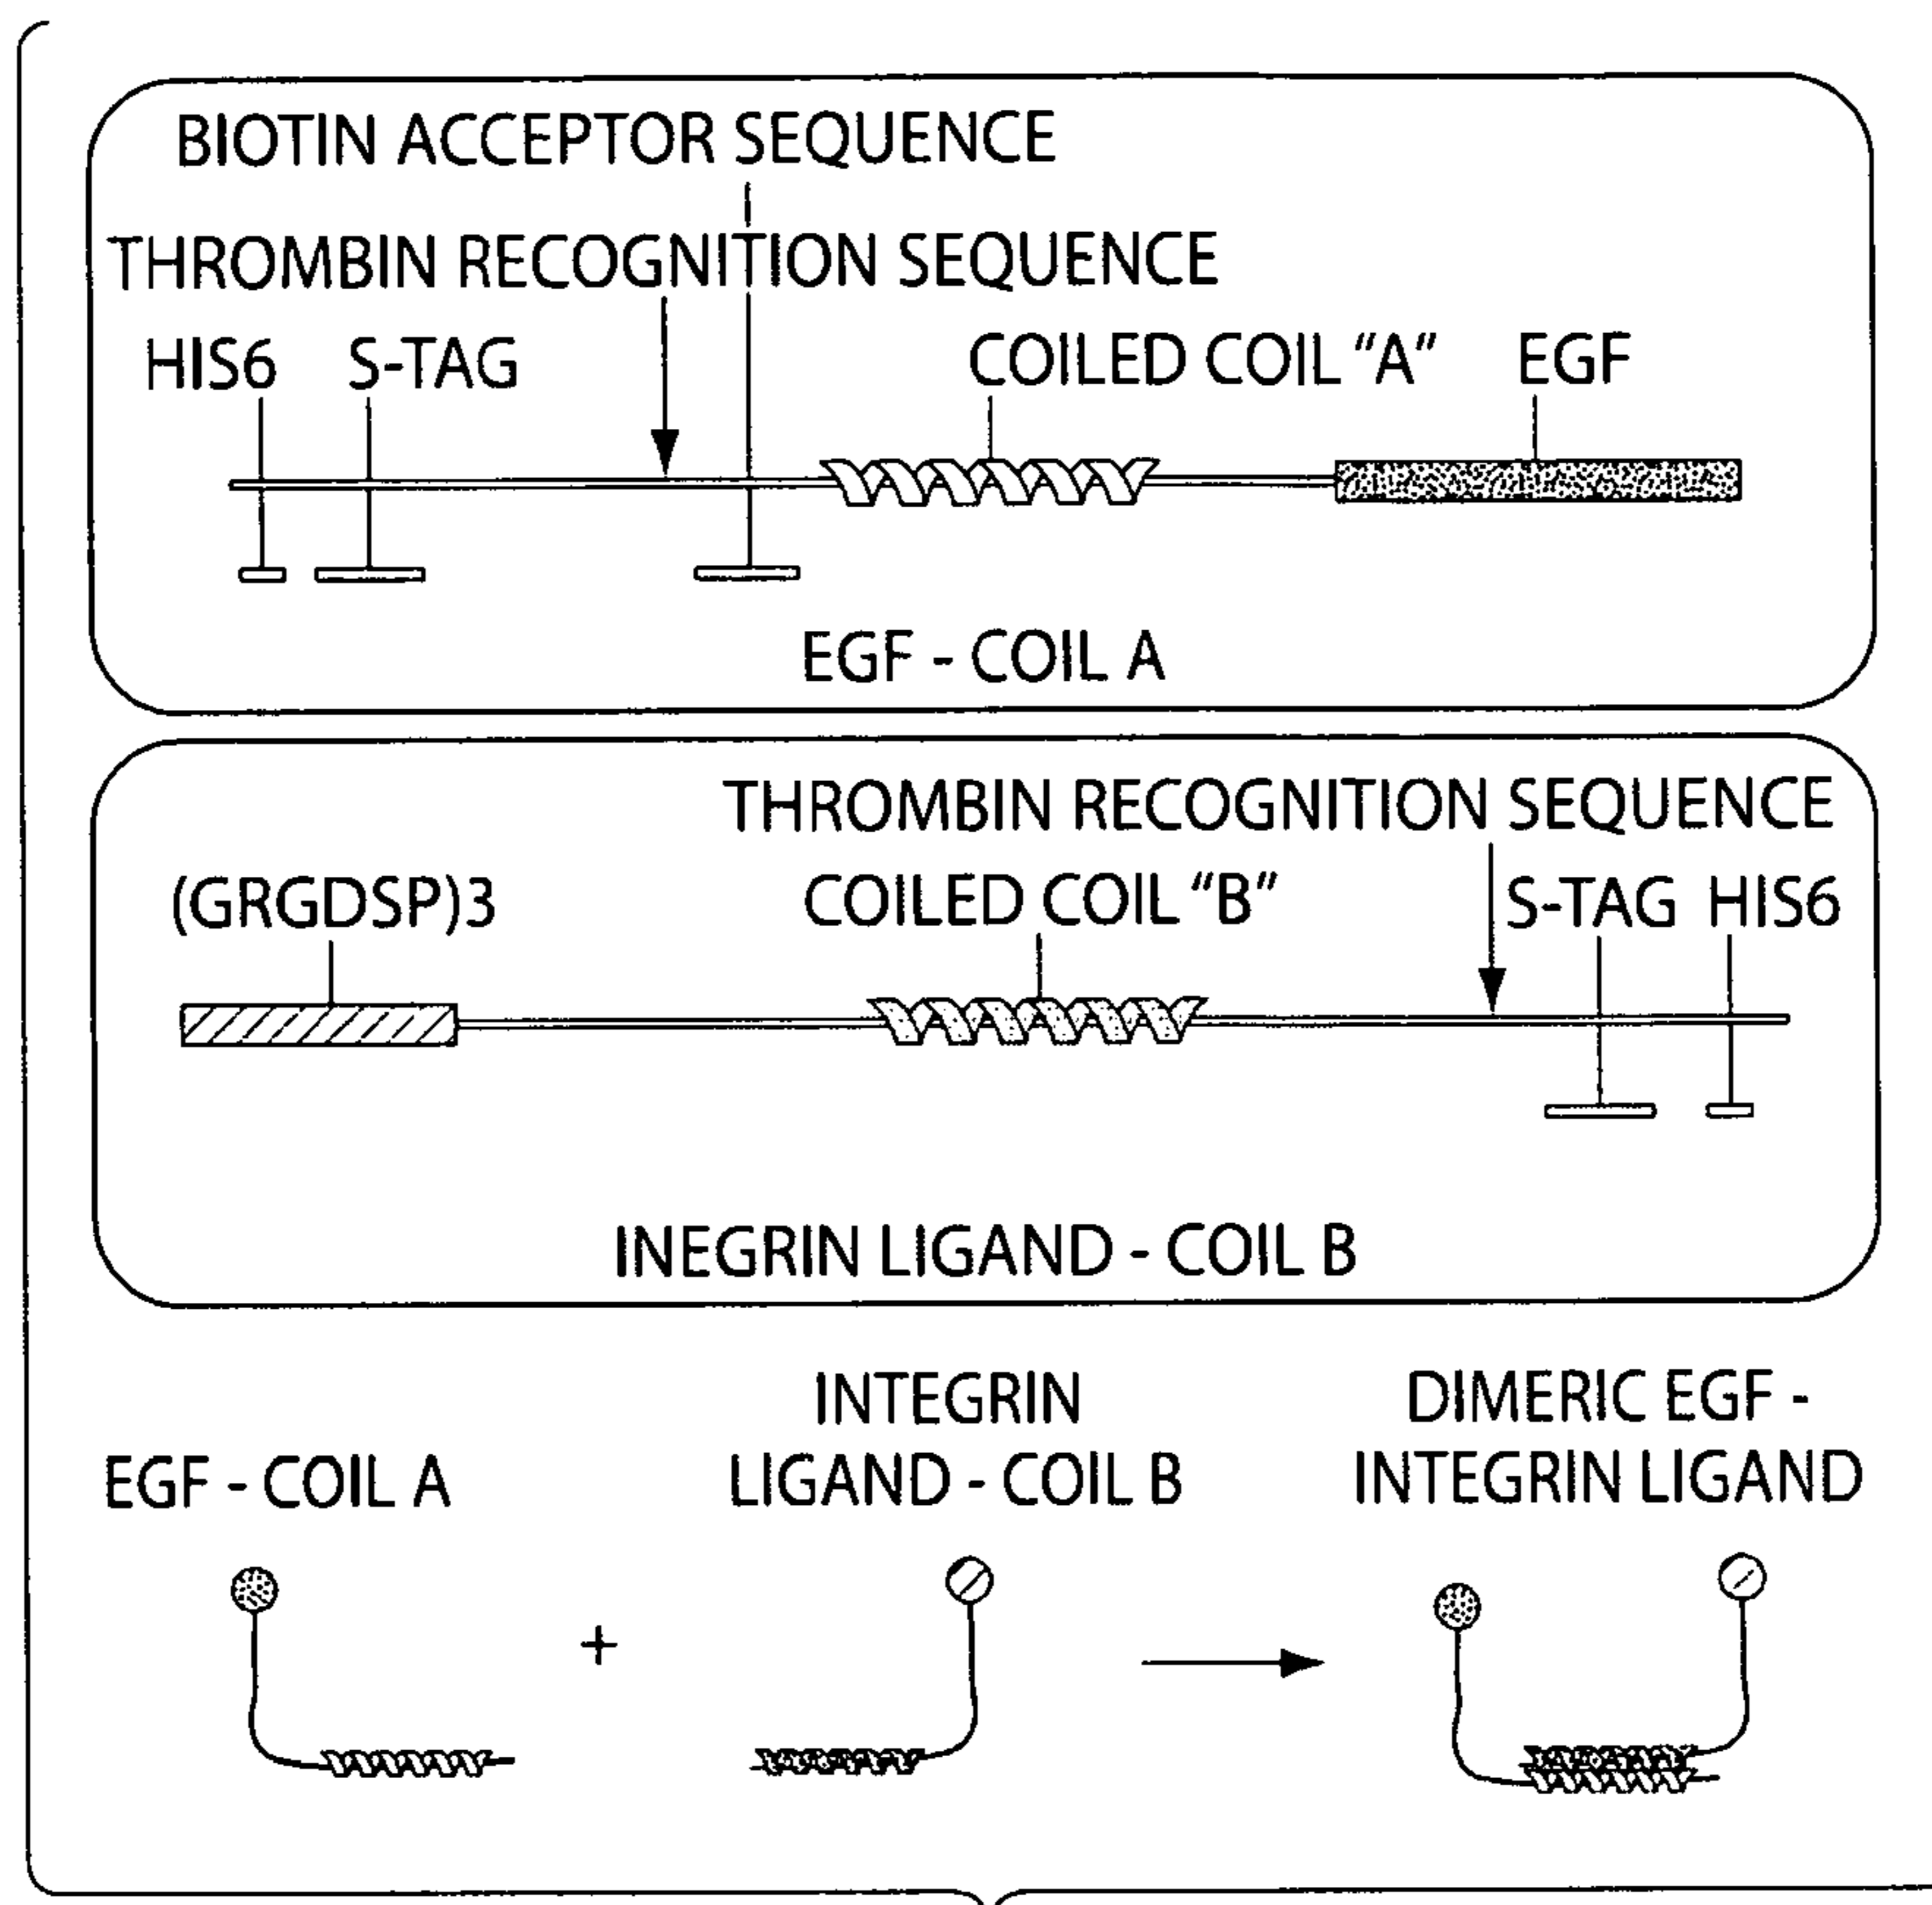 BIOTIN ACCEPTOR SEQUENCE
THROMBIN RECOGNITION SEQUENCE
HIS6 S-TAG COILED COIL "A" EGF
EGF - COIL A
THROMBIN RECOGNITION SEQUENCE
(GRGDSP)3 COILED COIL "B" S-TAG HIS6
INEGRIN LIGAND - COIL B
EGF - COIL A
INTEGRIN
LIGAND - COIL B
DIMERIC EGF -
INTEGRIN LIGAND
+